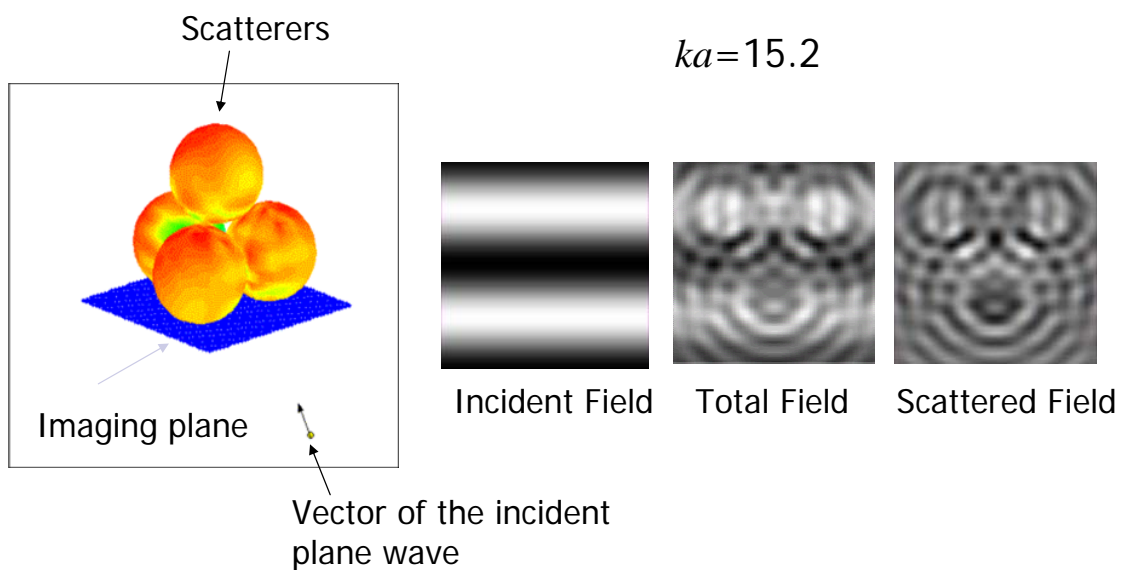 Scatterers
ka=15.2
Incident Field
Total Field
Scattered Field
Imaging plane
Vector of the incident
plane wave